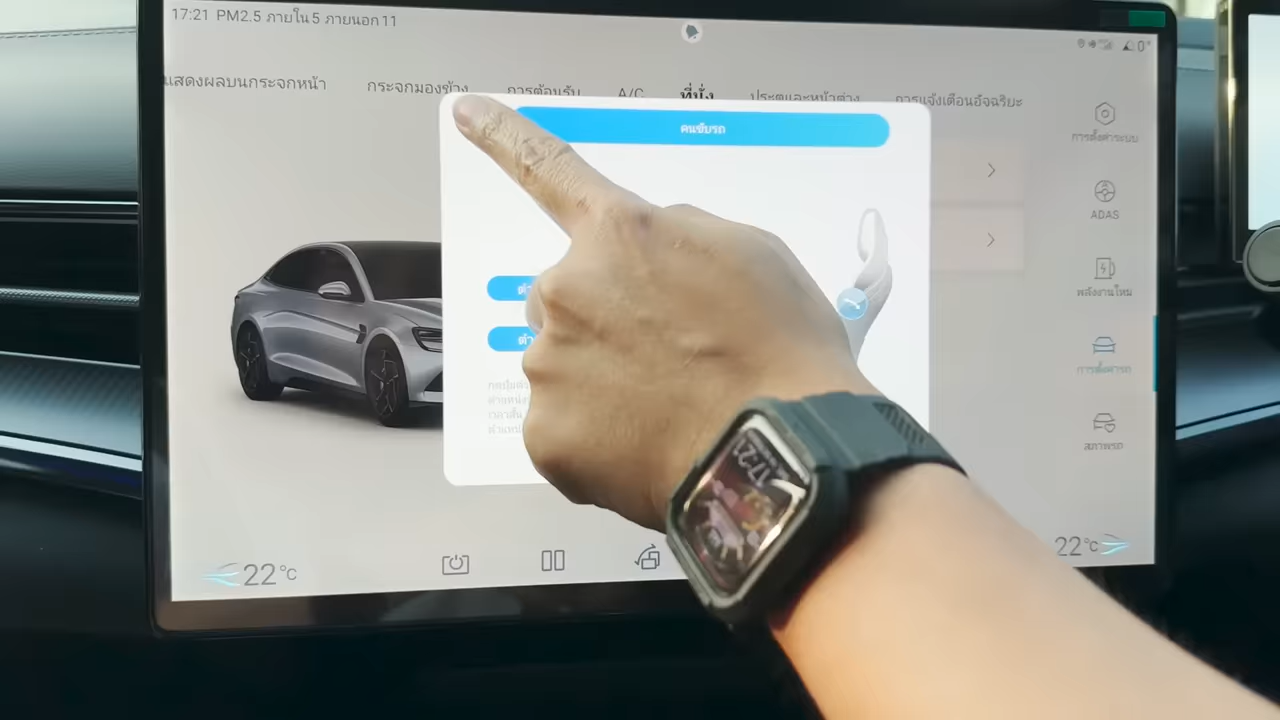 17:21 PM2.5 ภายใน 5 ภายนอก 11
0°
แสดงผลบนกระจกหน้า กระจกมองข้าง การต้อนรับ A/C ที่นั่ง ประตูและหน้าต่าง การแจ้งเตือนอัจฉริยะ
คนขับรถ
การตั้งค่าระบบ
ADAS
พลังงานใหม่
การตั้งค่ารถ
สภาพรถ
17:21
22°C
22°C